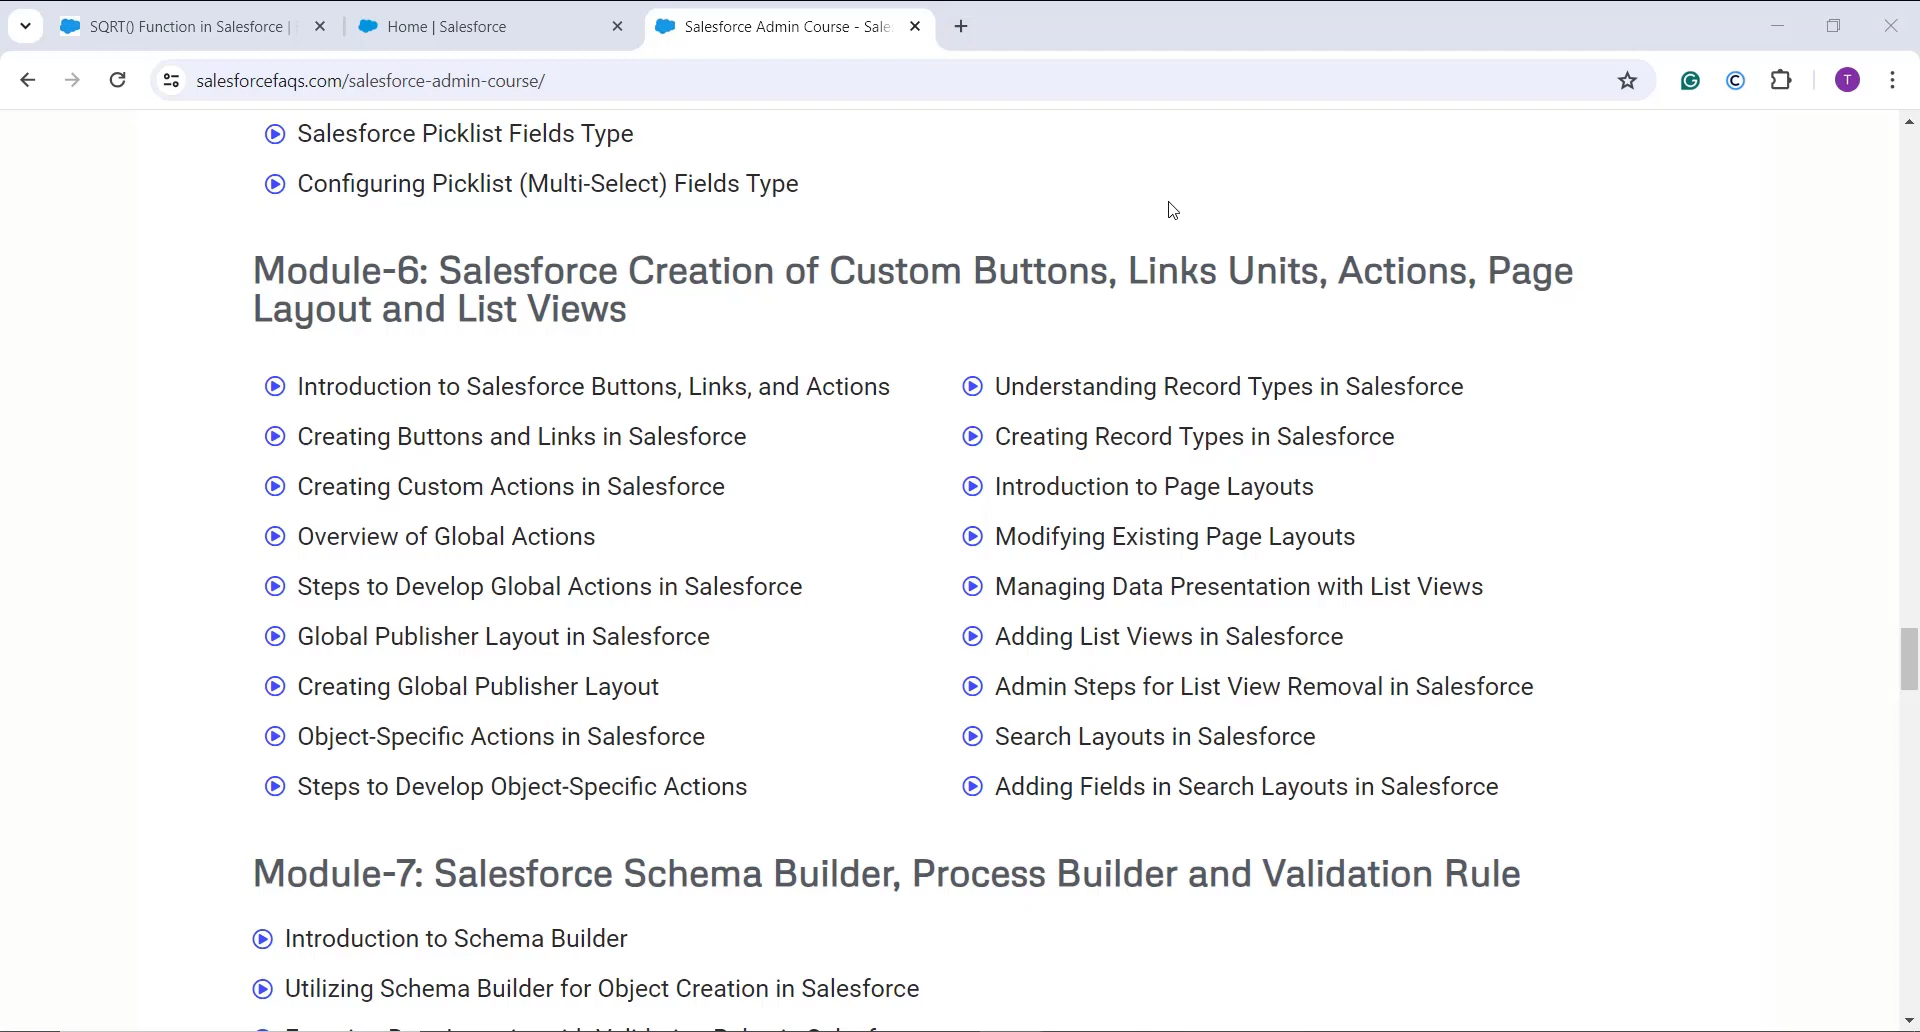 SQRT() Function in Salesforce |
Home | Salesforce
Salesforce Admin Course - Sale
salesforcefaqs.com/salesforce-admin-course/
T
Salesforce Picklist Fields Type
Configuring Picklist (Multi-Select) Fields Type
Module-6: Salesforce Creation of Custom Buttons, Links Units, Actions, Page
Layout and List Views
Introduction to Salesforce Buttons, Links, and Actions
Creating Buttons and Links in Salesforce
Creating Custom Actions in Salesforce
Overview of Global Actions
Steps to Develop Global Actions in Salesforce
Global Publisher Layout in Salesforce
Creating Global Publisher Layout
Object-Specific Actions in Salesforce
Steps to Develop Object-Specific Actions
Understanding Record Types in Salesforce
Creating Record Types in Salesforce
Introduction to Page Layouts
Modifying Existing Page Layouts
Managing Data Presentation with List Views
Adding List Views in Salesforce
Admin Steps for List View Removal in Salesforce
Search Layouts in Salesforce
Adding Fields in Search Layouts in Salesforce
Module-7: Salesforce Schema Builder, Process Builder and Validation Rule
Introduction to Schema Builder
Utilizing Schema Builder for Object Creation in Salesforce